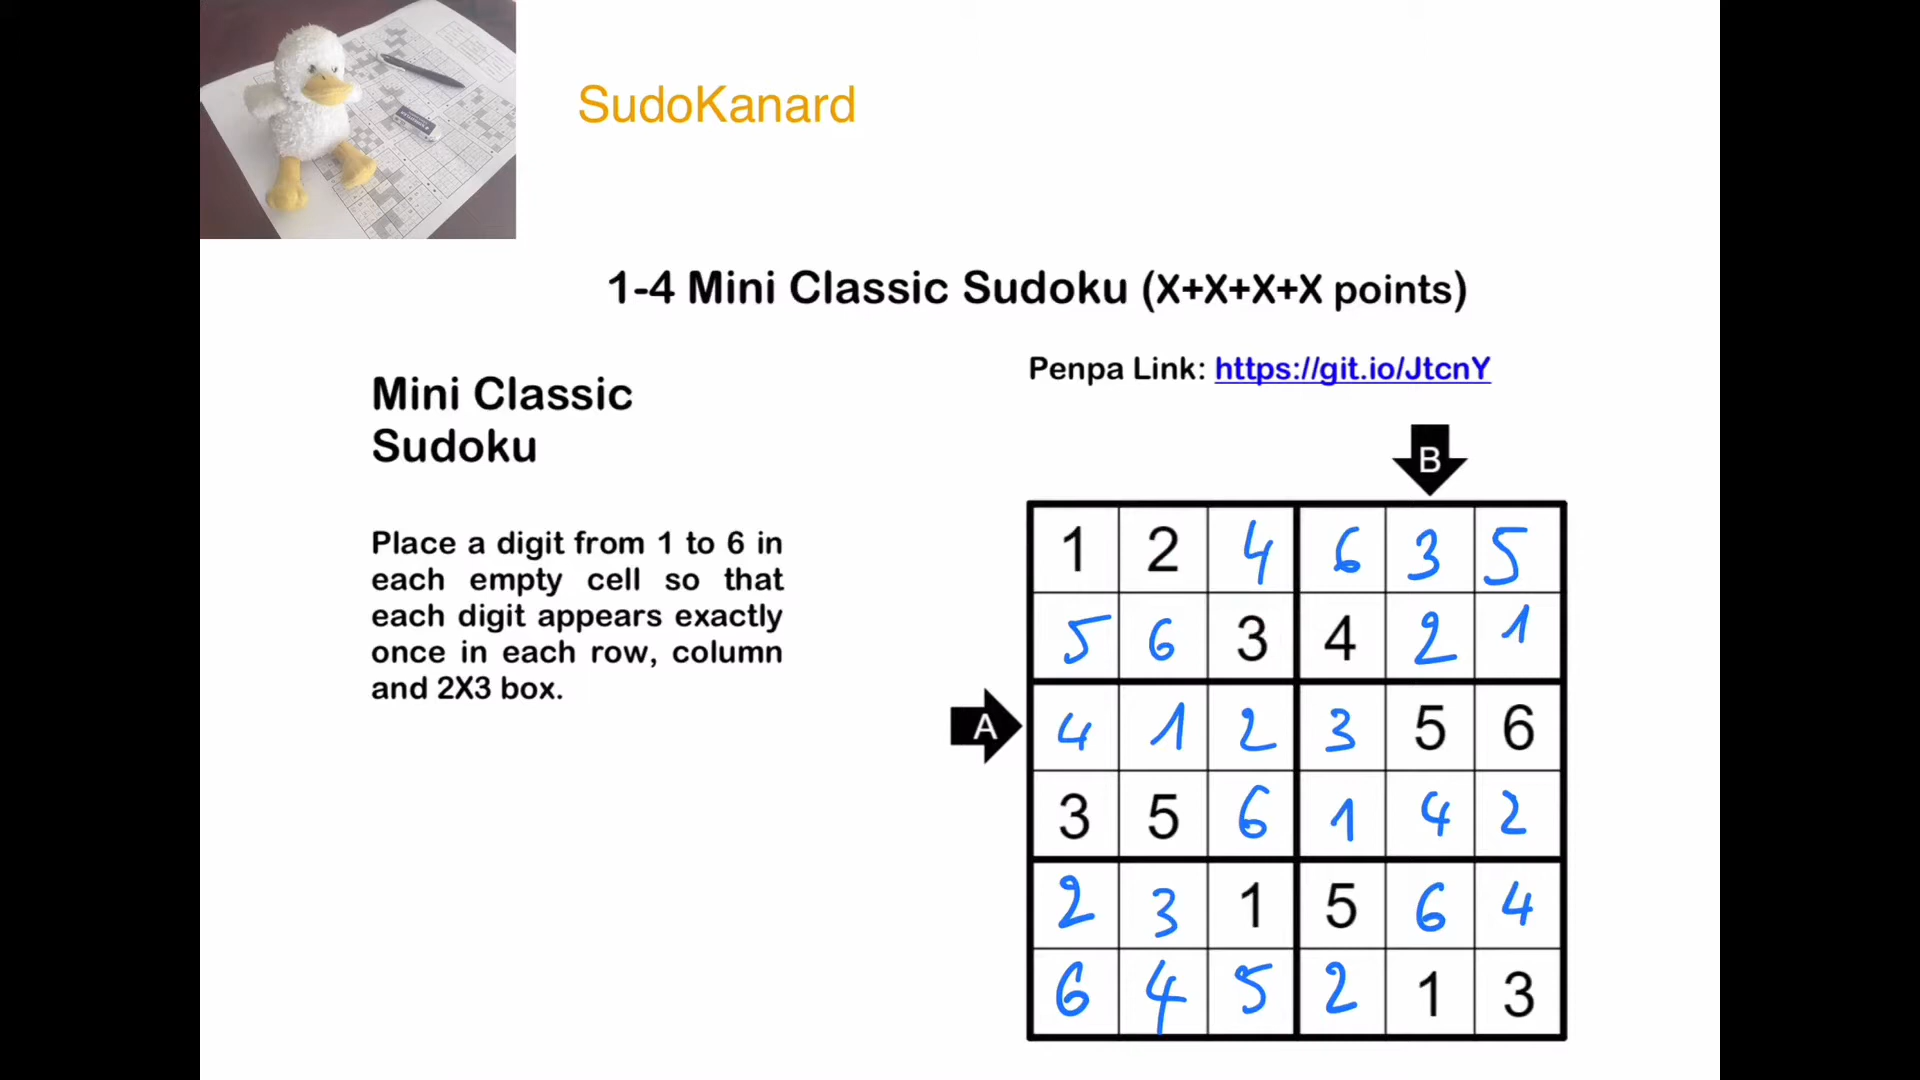 SudoKanard
1-4 Mini Classic Sudoku (X+X+X+X points)
Mini Classic
Sudoku
Place a digit from 1 to 6 in
each empty cell so that
each digit appears exactly
once in each row, column
and 2X3 box.
Penpa Link: https://git.io/JtcnY
B
1 2 4 6 3 5
5 6 3 4 2 1
A 4 1 2 3 5 6
3 5 6 1 4 2
2 3 1 5 6 4
6 4 5 2 1 3